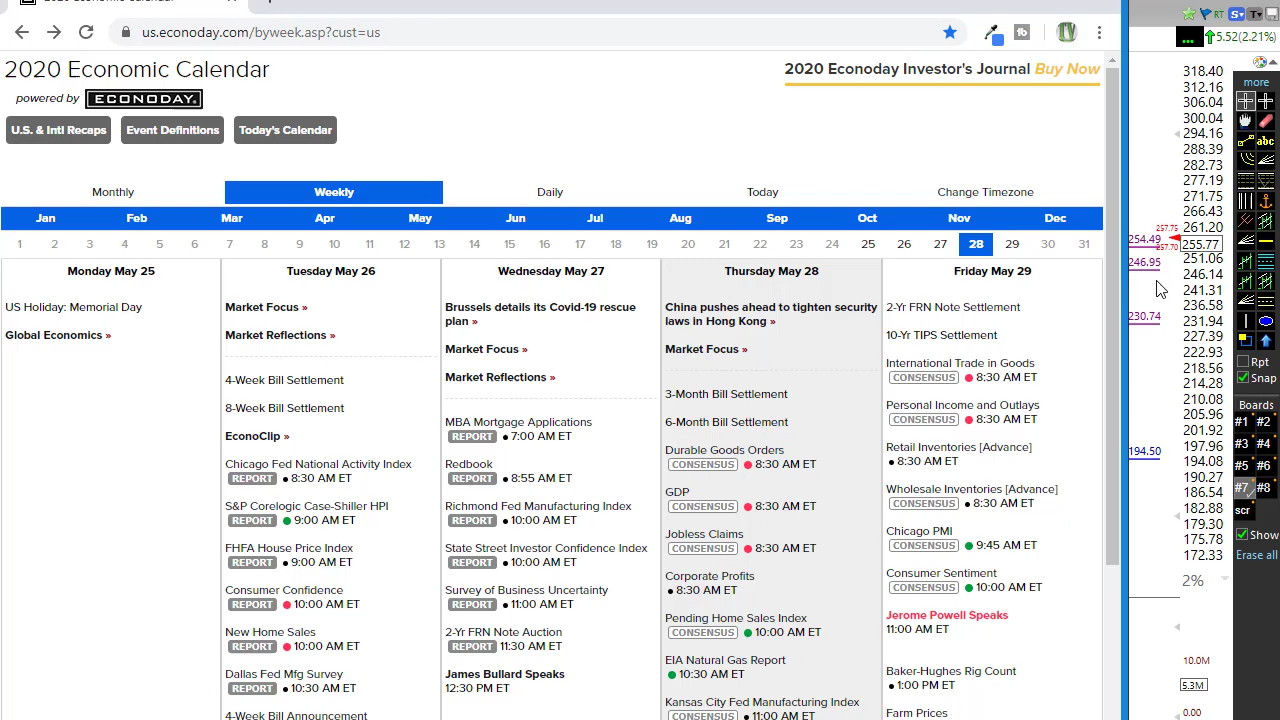 us.econoday.com/byweek.asp?cust=us
2020 Economic Calendar
powered by ECONODAY.
2020 Econoday Investor's Journal Buy Now
U.S. & Intl Recaps
Event Definitions
Today's Calendar
Monthly Weekly Daily Today Change Timezone
Jan Feb Mar Apr May Jun Jul Aug Sep Oct Nov Dec
1 2 3 4 5 6 7 8 9 10 11 12 13 14 15 16 17 18 19 20 21 22 23 24 25 26 27 28 29 30 31
Monday May 25
US Holiday: Memorial Day
Global Economics »
Tuesday May 26
Market Focus »
Market Reflections »
4-Week Bill Settlement
8-Week Bill Settlement
EconoClip »
Chicago Fed National Activity Index
REPORT 8:30 AM ET
S&P Corelogic Case-Shiller HPI
REPORT 9:00 AM ET
FHFA House Price Index
REPORT 9:00 AM ET
Consumer Confidence
REPORT 10:00 AM ET
New Home Sales
REPORT 10:00 AM ET
Dallas Fed Mfg Survey
REPORT 10:30 AM ET
4-Week Bill Announcement
Wednesday May 27
Brussels details its Covid-19 rescue
plan »
Market Focus »
Market Reflections »
MBA Mortgage Applications
REPORT 7:00 AM ET
Redbook
REPORT 8:55 AM ET
Richmond Fed Manufacturing Index
REPORT 10:00 AM ET
State Street Investor Confidence Index
REPORT 10:00 AM ET
Survey of Business Uncertainty
REPORT 11:00 AM ET
2-Yr FRN Note Auction
REPORT 11:30 AM ET
James Bullard Speaks
12:30 PM ET
Thursday May 28
China pushes ahead to tighten security
laws in Hong Kong »
Market Focus »
3-Month Bill Settlement
6-Month Bill Settlement
Durable Goods Orders
CONSENSUS 8:30 AM ET
GDP
CONSENSUS 8:30 AM ET
Jobless Claims
CONSENSUS 8:30 AM ET
Corporate Profits
8:30 AM ET
Pending Home Sales Index
CONSENSUS 10:00 AM ET
EIA Natural Gas Report
10:30 AM ET
Kansas City Fed Manufacturing Index
CONSENSUS 11:00 AM ET
Friday May 29
2-Yr FRN Note Settlement
10-Yr TIPS Settlement
International Trade in Goods
CONSENSUS 8:30 AM ET
Personal Income and Outlays
CONSENSUS 8:30 AM ET
Retail Inventories [Advance]
8:30 AM ET
Wholesale Inventories [Advance]
CONSENSUS 8:30 AM ET
Chicago PMI
CONSENSUS 9:45 AM ET
Consumer Sentiment
CONSENSUS 10:00 AM ET
Jerome Powell Speaks
11:00 AM ET
Baker-Hughes Rig Count
1:00 PM ET
Farm Prices
RT S T
... 5.52(2.21%)
318.40
312.16
306.04
300.04
294.16
288.39
282.73
277.19
271.75
266.43
261.20
257.75
254.49
255.77
257.70
251.06
246.95
246.14
241.31
236.58
230.74
231.94
227.39
222.93
218.56
214.28
210.08
205.96
201.92
197.96
194.50
194.08
190.27
186.54
182.88
179.30
175.78
172.33
2%
10.0M
5.3M
0.00
more
abc
Rpt
Snap
Boards
#1 #2
#3 #4
#5 #6
#7 #8
scr
Show
Erase all